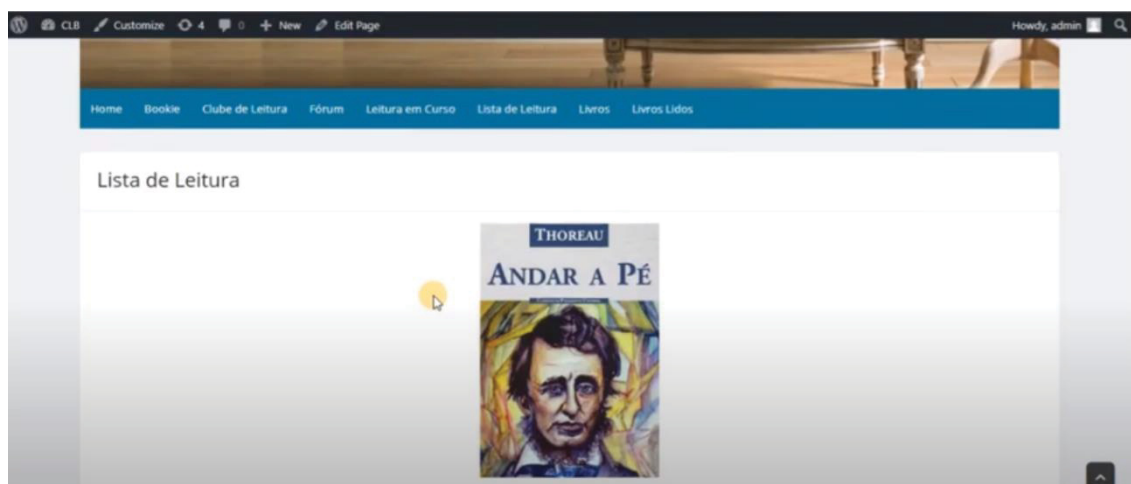 CLB Customize 4 0 New Edit Page Howdy, admin
Home Bookie Clube de Leitura Fórum Leitura em Curso Lista de Leitura Livros Livros Lidos
Lista de Leitura
THOREAU
ANDAR A PÉ